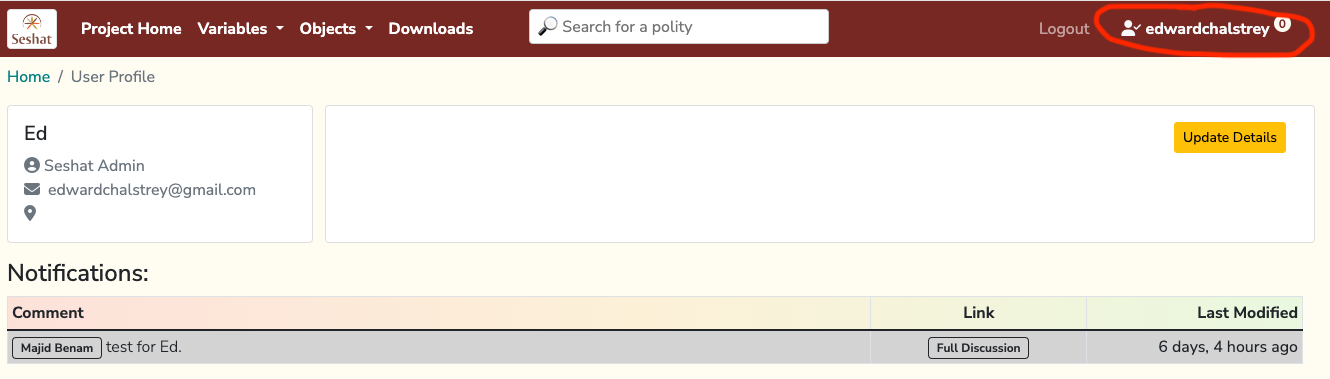 Seshat Project Home Variables Objects Downloads Search for a polity Logout edwardchalstrey 0
Home / User Profile
Ed
Seshat Admin
edwardchalstrey@gmail.com
Update Details
Notifications:
Comment Link Last Modified
Majid Benam test for Ed. Full Discussion 6 days, 4 hours ago